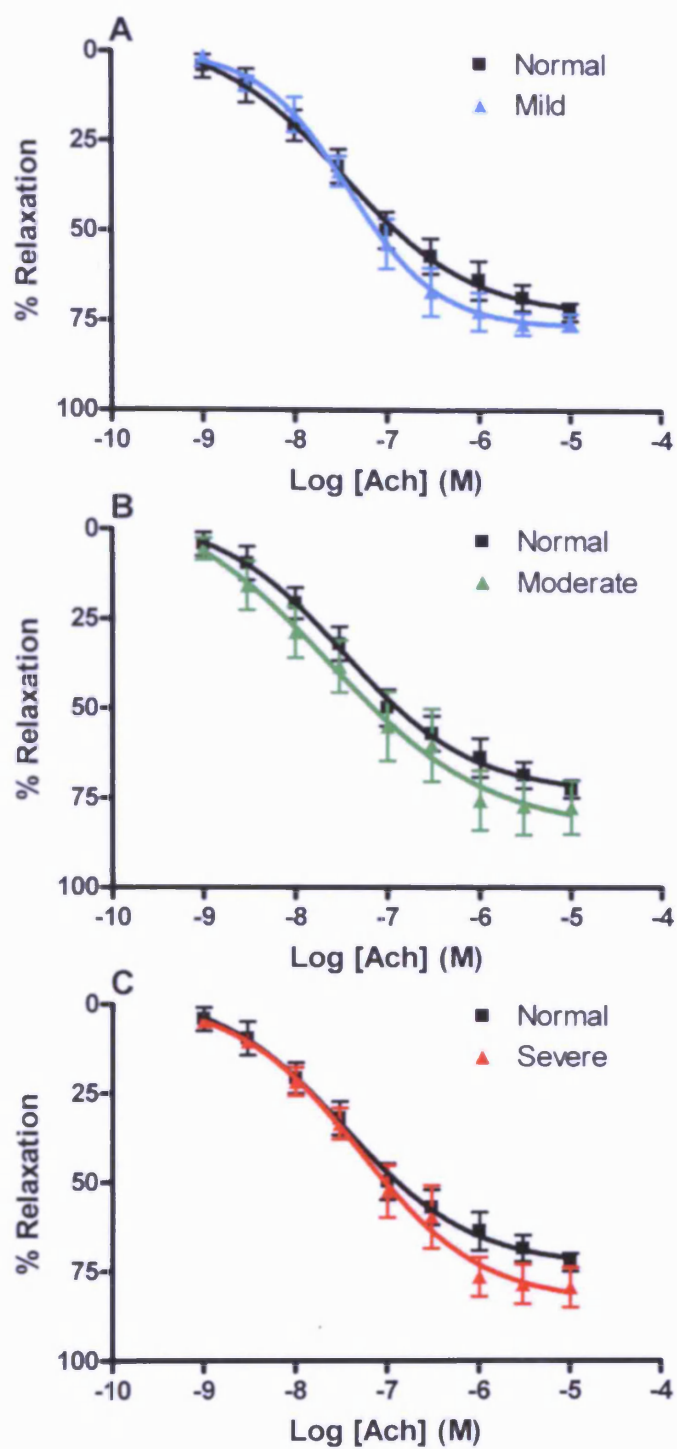 A
0
25
50
75
100
% Relaxation
Normal
Mild
-10 -9 -8 -7 -6 -5 -4
Log [Ach] (M)
B
0
25
50
75
100
% Relaxation
Normal
Moderate
-10 -9 -8 -7 -6 -5 -4
Log [Ach] (M)
C
0
25
50
75
100
% Relaxation
Normal
Severe
-10 -9 -8 -7 -6 -5 -4
Log [Ach] (M)